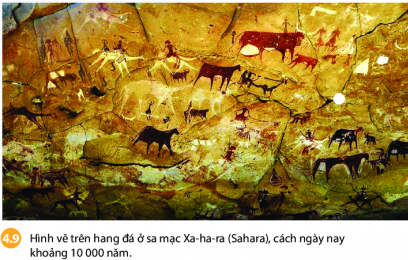 4.9 Hình vẽ trên hang đá ở sa mạc Xa-ha-ra (Sahara), cách ngày nay
khoảng 10 000 năm.